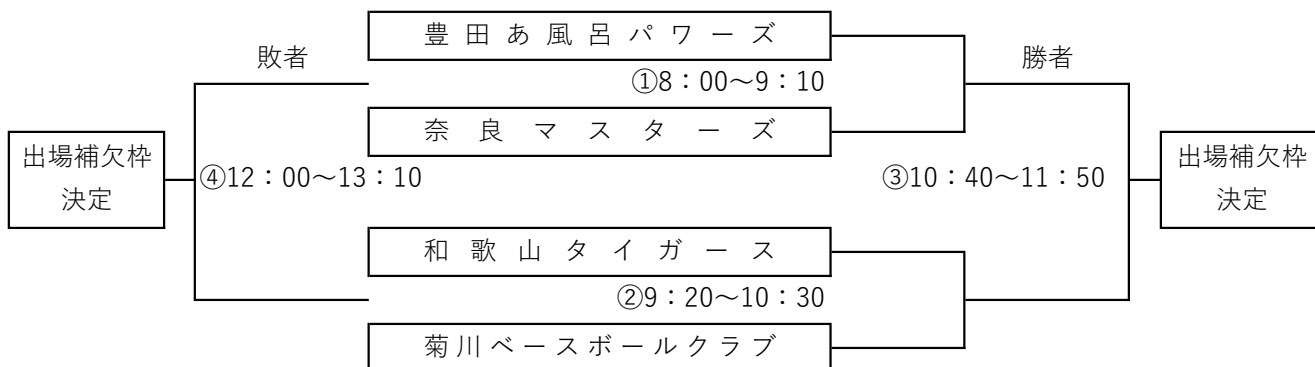 豊田あ風呂パワーズ
敗者
勝者
①8：00～9：10
奈良マスターズ
出場補欠枠
決定
④12：00～13：10
③10：40～11：50
出場補欠枠
決定
和歌山タイガース
②9：20～10：30
菊川ベースボールクラブ